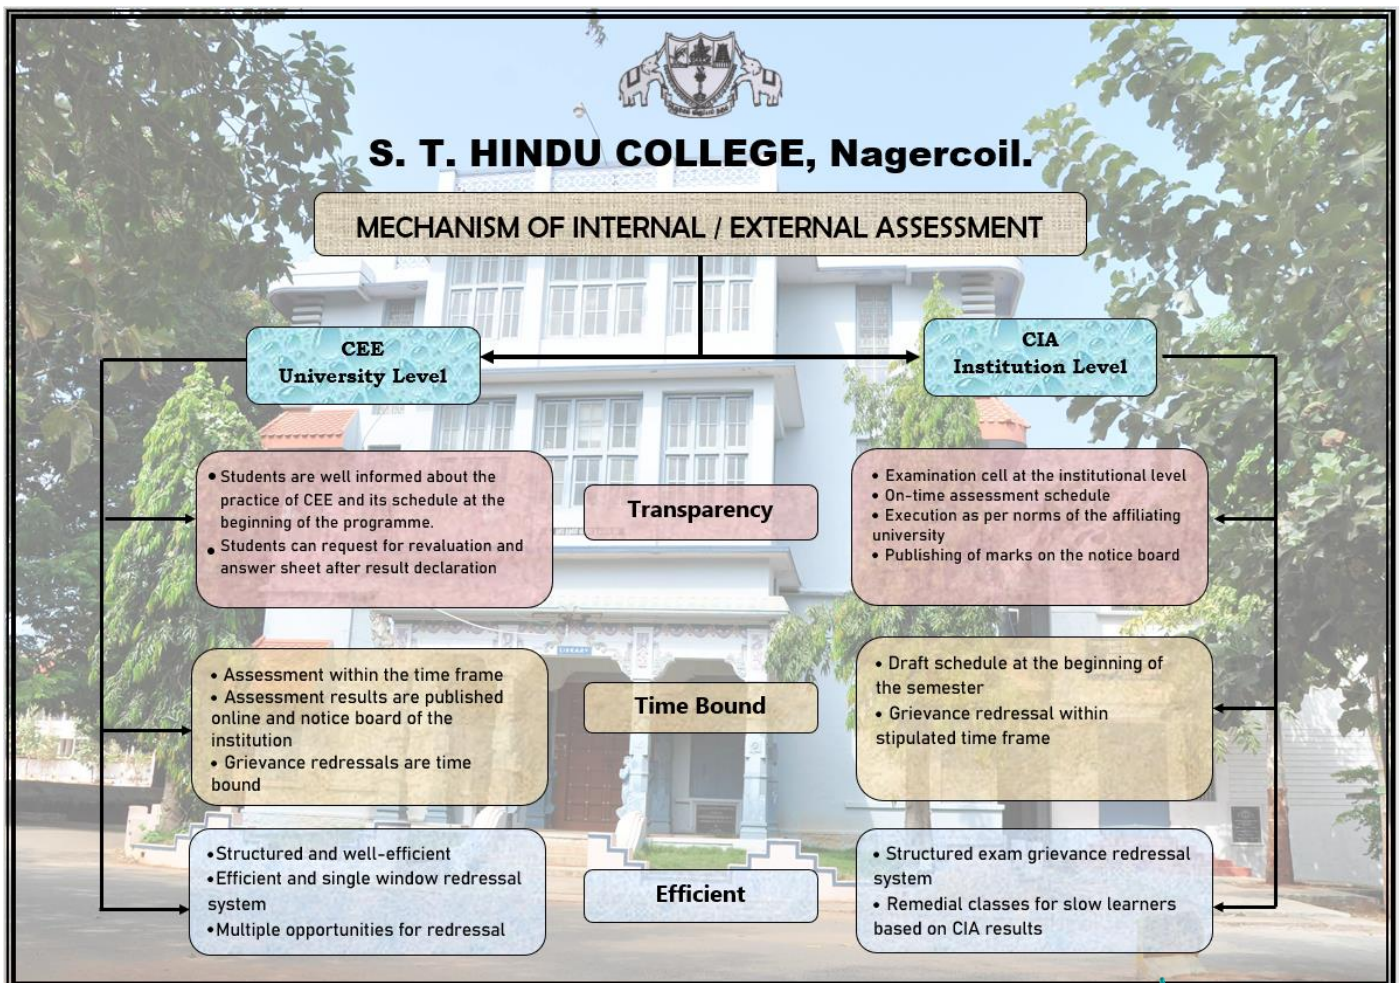 S. T. HINDU COLLEGE, Nagercoil.
MECHANISM OF INTERNAL / EXTERNAL ASSESSMENT
CEE
University Level
CIA
Institution Level
• Students are well informed about the
practice of CEE and its schedule at the
beginning of the programme.
• Students can request for revaluation and
answer sheet after result declaration
Transparency
• Examination cell at the institutional level
• On-time assessment schedule
• Execution as per norms of the affiliating
university
• Publishing of marks on the notice board
LIBRARY
• Assessment within the time frame
• Assessment results are published
online and notice board of the
institution
• Grievance redressals are time
bound
Time Bound
• Draft schedule at the beginning of
the semester
• Grievance redressal within
stipulated time frame
•Structured and well-efficient
•Efficient and single window redressal
system
•Multiple opportunities for redressal
Efficient
• Structured exam grievance redressal
system
• Remedial classes for slow learners
based on CIA results